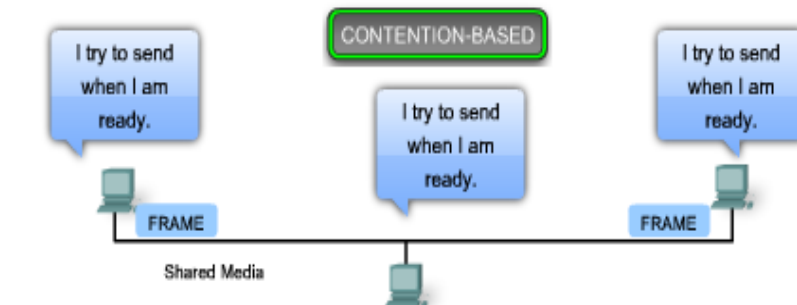 CONTENTION-BASED
I try to send
when I am
ready.
I try to send
when I am
ready.
I try to send
when I am
ready.
FRAME
FRAME
Shared Media